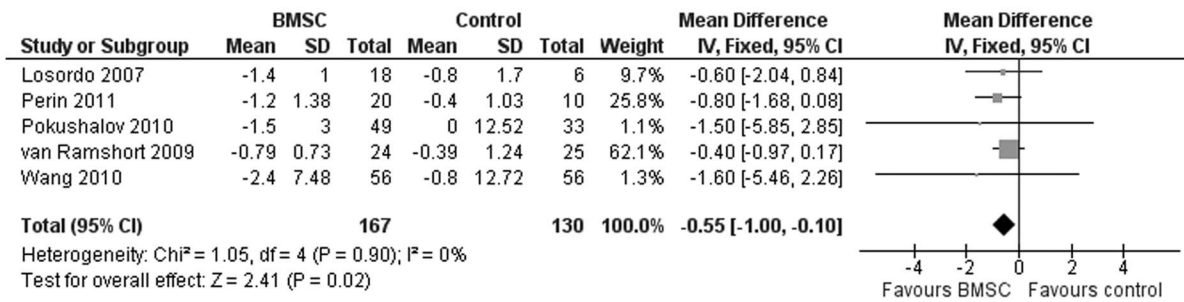 BMSC Control Mean Difference Mean Difference
Study or Subgroup Mean SD Total Mean SD Total Weight IV, Fixed, 95% CI IV, Fixed, 95% CI
Losordo 2007 -1.4 1 18 -0.8 1.7 6 9.7% -0.60 [-2.04, 0.84]
Perin 2011 -1.2 1.38 20 -0.4 1.03 10 25.8% -0.80 [-1.68, 0.08]
Pokushalov 2010 -1.5 3 49 0 12.52 33 1.1% -1.50 [-5.85, 2.85]
van Ramshort 2009 -0.79 0.73 24 -0.39 1.24 25 62.1% -0.40 [-0.97, 0.17]
Wang 2010 -2.4 7.48 56 -0.8 12.72 56 1.3% -1.60 [-5.46, 2.26]
Total (95% CI) 167 130 100.0% -0.55 [-1.00, -0.10]
Heterogeneity: Chi² = 1.05, df = 4 (P = 0.90); I² = 0%
Test for overall effect: Z = 2.41 (P = 0.02)
-4 -2 0 2 4
Favours BMSC Favours control